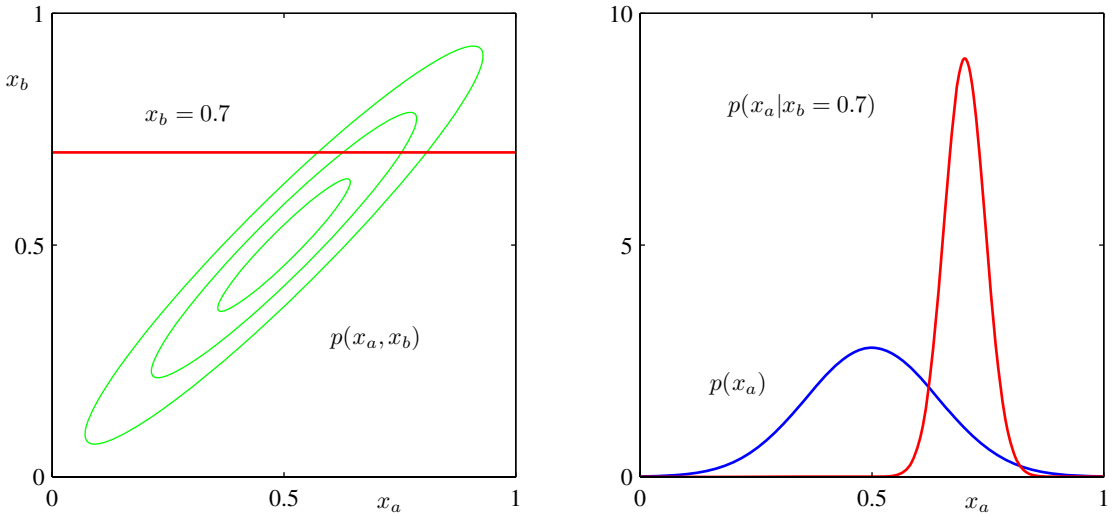 1
x_b
x_b = 0.7
0.5
p(x_a, x_b)
0
0
0.5
x_a
1
10
p(x_a|x_b = 0.7)
5
p(x_a)
0
0
0.5
x_a
1